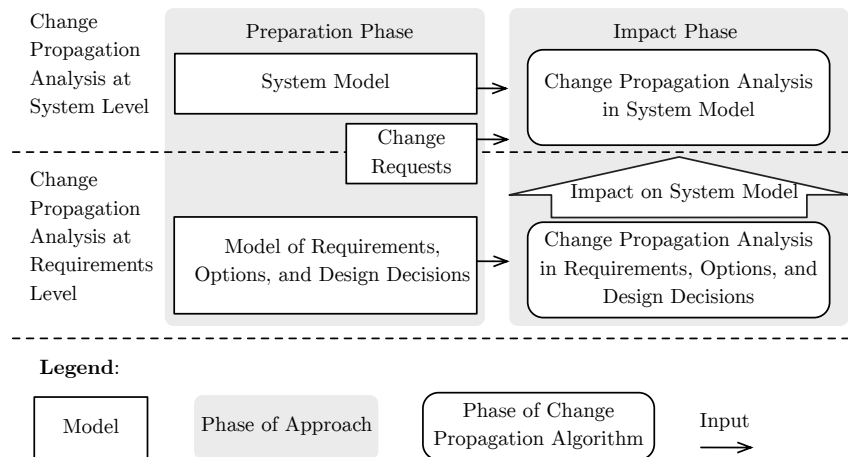 Change
Propagation
Analysis at
System Level
Preparation Phase
Impact Phase
System Model
Change Propagation Analysis
in System Model
Change
Requests
Change
Propagation
Analysis at
Requirements
Level
Impact on System Model
Model of Requirements,
Options, and Design Decisions
Change Propagation Analysis
in Requirements, Options, and
Design Decisions
Legend:
Model
Phase of Approach
Phase of Change
Propagation Algorithm
Input